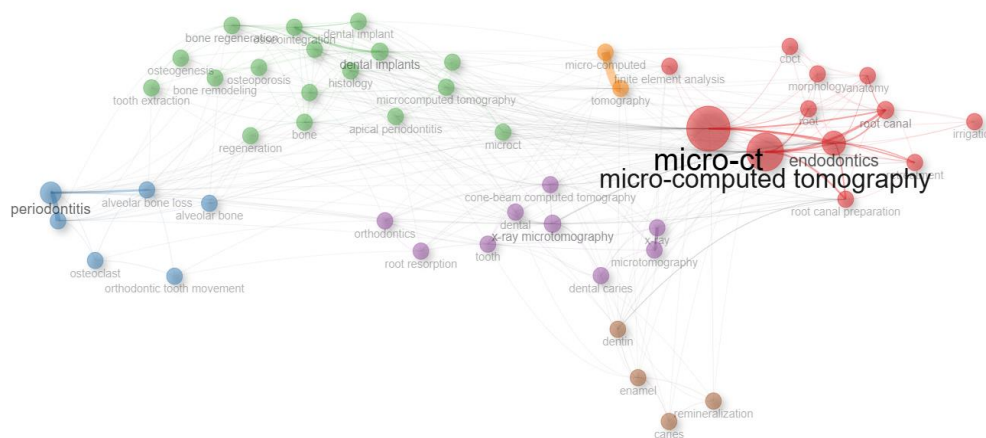 dental implant
bone regeneration
osseointegration
micro-computed
cbct
dental implants
osteogenesis
histology
osteoporosis
finite element analysis
bone remodeling
morphology
anatomy
tooth extraction
microcomputed tomography
tomography
root
root canal
apical periodontitis
bone
irrigation
regeneration
microct
micro-ct
endodontics
micro-computed tomography
periodontitis
alveolar bone loss
cone-beam computed tomography
alveolar bone
root canal preparation
dental
orthodontics
x-ray microtomography
x-ray
tooth
root resorption
microtomography
osteoclast
orthodontic tooth movement
dental caries
dentin
enamel
remineralization
caries